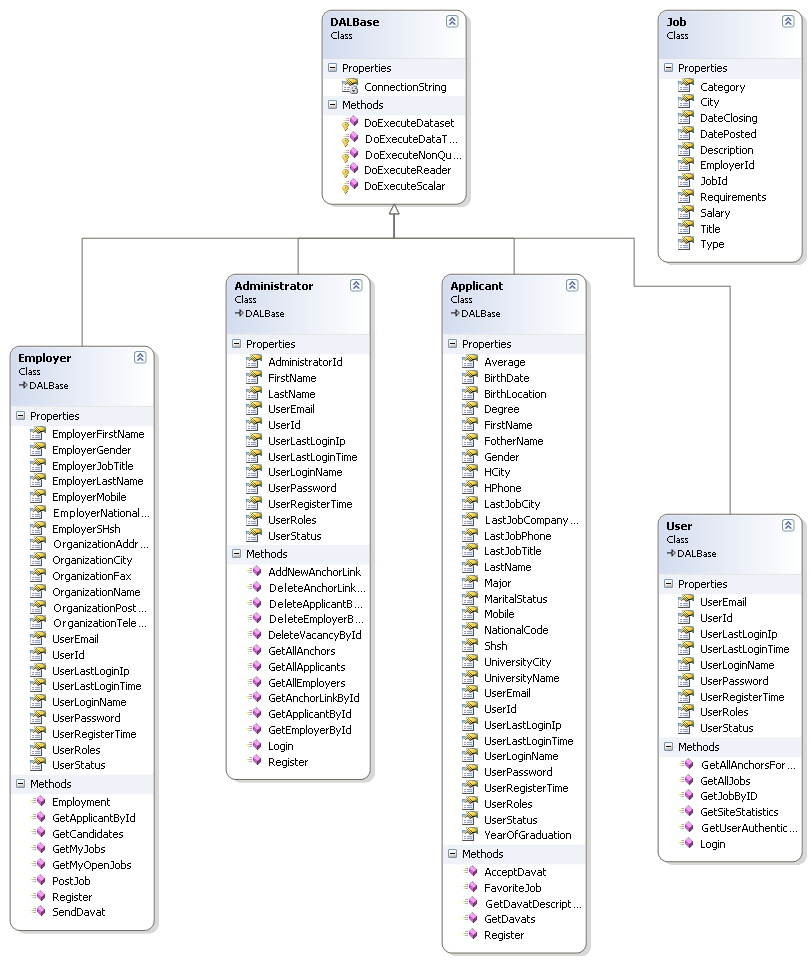 DALBase
Class
Properties
ConnectionString
Methods
DoExecuteDataset
DoExecuteDataT...
DoExecuteNonQu...
DoExecuteReader
DoExecuteScalar
Job
Class
Properties
Category
City
DateClosing
DatePosted
Description
EmployerId
JobId
Requirements
Salary
Title
Type
Employer
Class
DALBase
Properties
EmployerFirstName
EmployerGender
EmployerJobTitle
EmployerLastName
EmployerMobile
EmployerNational...
EmployerSHsh
OrganizationAddr...
OrganizationCity
OrganizationFax
OrganizationName
OrganizationPost...
OrganizationTele...
UserEmail
UserId
UserLastLoginIp
UserLastLoginTime
UserLoginName
UserPassword
UserRegisterTime
UserRoles
UserStatus
Methods
Employment
GetApplicantById
GetCandidates
GetMyJobs
GetMyOpenJobs
PostJob
Register
SendDavat
Administrator
Class
DALBase
Properties
AdministratorId
FirstName
LastName
UserEmail
UserId
UserLastLoginIp
UserLastLoginTime
UserLoginName
UserPassword
UserRegisterTime
UserRoles
UserStatus
Methods
AddNewAnchorLink
DeleteAnchorLink...
DeleteApplicantB...
DeleteEmployerB...
DeleteVacancyById
GetAllAnchors
GetAllApplicants
GetAllEmployers
GetAnchorLinkById
GetApplicantById
GetEmployerById
Login
Register
Applicant
Class
DALBase
Properties
Average
BirthDate
BirthLocation
Degree
FirstName
FotherName
Gender
HCity
HPhone
LastJobCity
LastJobCompany...
LastJobPhone
LastJobTitle
LastName
Major
MaritalStatus
Mobile
NationalCode
Shsh
UniversityCity
UniversityName
UserEmail
UserId
UserLastLoginIp
UserLastLoginTime
UserLoginName
UserPassword
UserRegisterTime
UserRoles
UserStatus
YearOfGraduation
Methods
AcceptDavat
FavoriteJob
GetDavatDescript...
GetDavats
Register
User
Class
DALBase
Properties
UserEmail
UserId
UserLastLoginIp
UserLastLoginTime
UserLoginName
UserPassword
UserRegisterTime
UserRoles
UserStatus
Methods
GetAllAnchorsFor...
GetAllJobs
GetJobByID
GetSiteStatistics
GetUserAuthentic...
Login